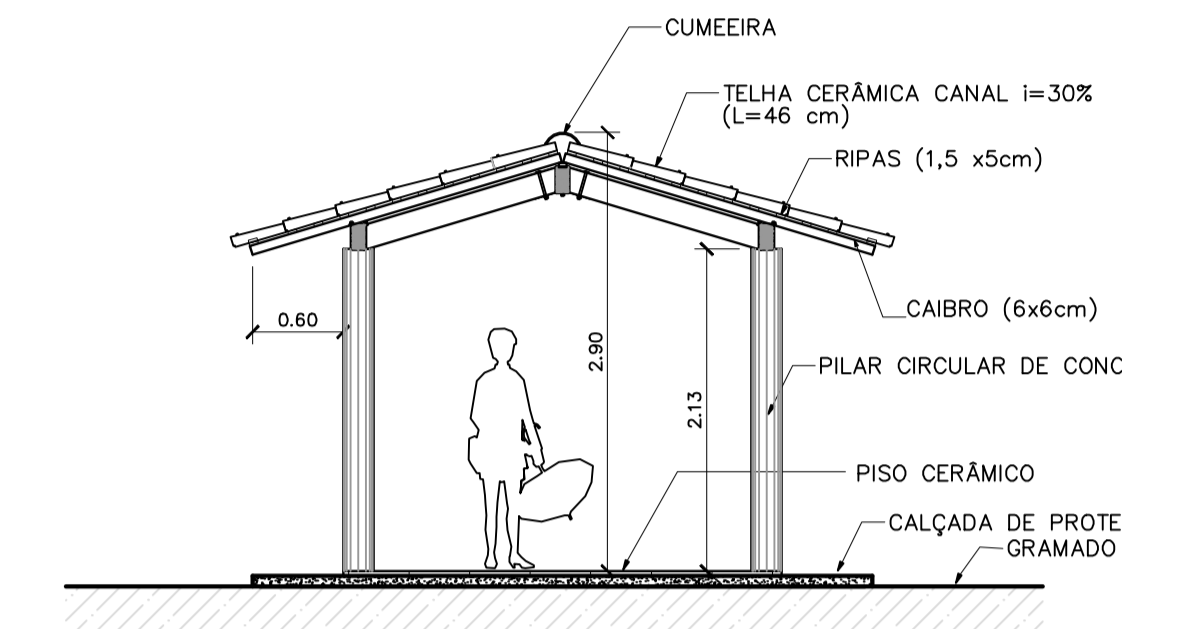 CUMEEIRA
TELHA CERÂMICA CANAL i=30%
(L=46 cm)
RIPAS (1,5 x5cm)
CAIBRO (6x6cm)
0.60
2.90
PILAR CIRCULAR DE CONC
2.13
PISO CERÂMICO
CALÇADA DE PROTE
GRAMADO